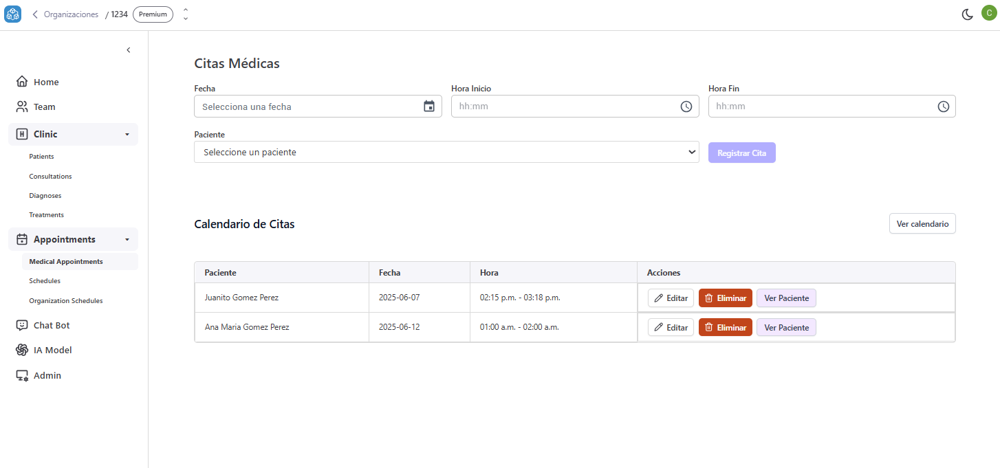 Organizaciones / 1234 Premium
C
Home
Team
Clinic
Patients
Consultations
Diagnoses
Treatments
Appointments
Medical Appointments
Schedules
Organization Schedules
Chat Bot
IA Model
Admin
Citas Médicas
Fecha Hora Inicio Hora Fin
Selecciona una fecha hh:mm hh:mm
Paciente
Seleccione un paciente Registrar Cita
Calendario de Citas Ver calendario
Paciente Fecha Hora Acciones
Juanito Gomez Perez 2025-06-07 02:15 p.m. - 03:18 p.m. Editar Eliminar Ver Paciente
Ana Maria Gomez Perez 2025-06-12 01:00 a.m. - 02:00 a.m. Editar Eliminar Ver Paciente